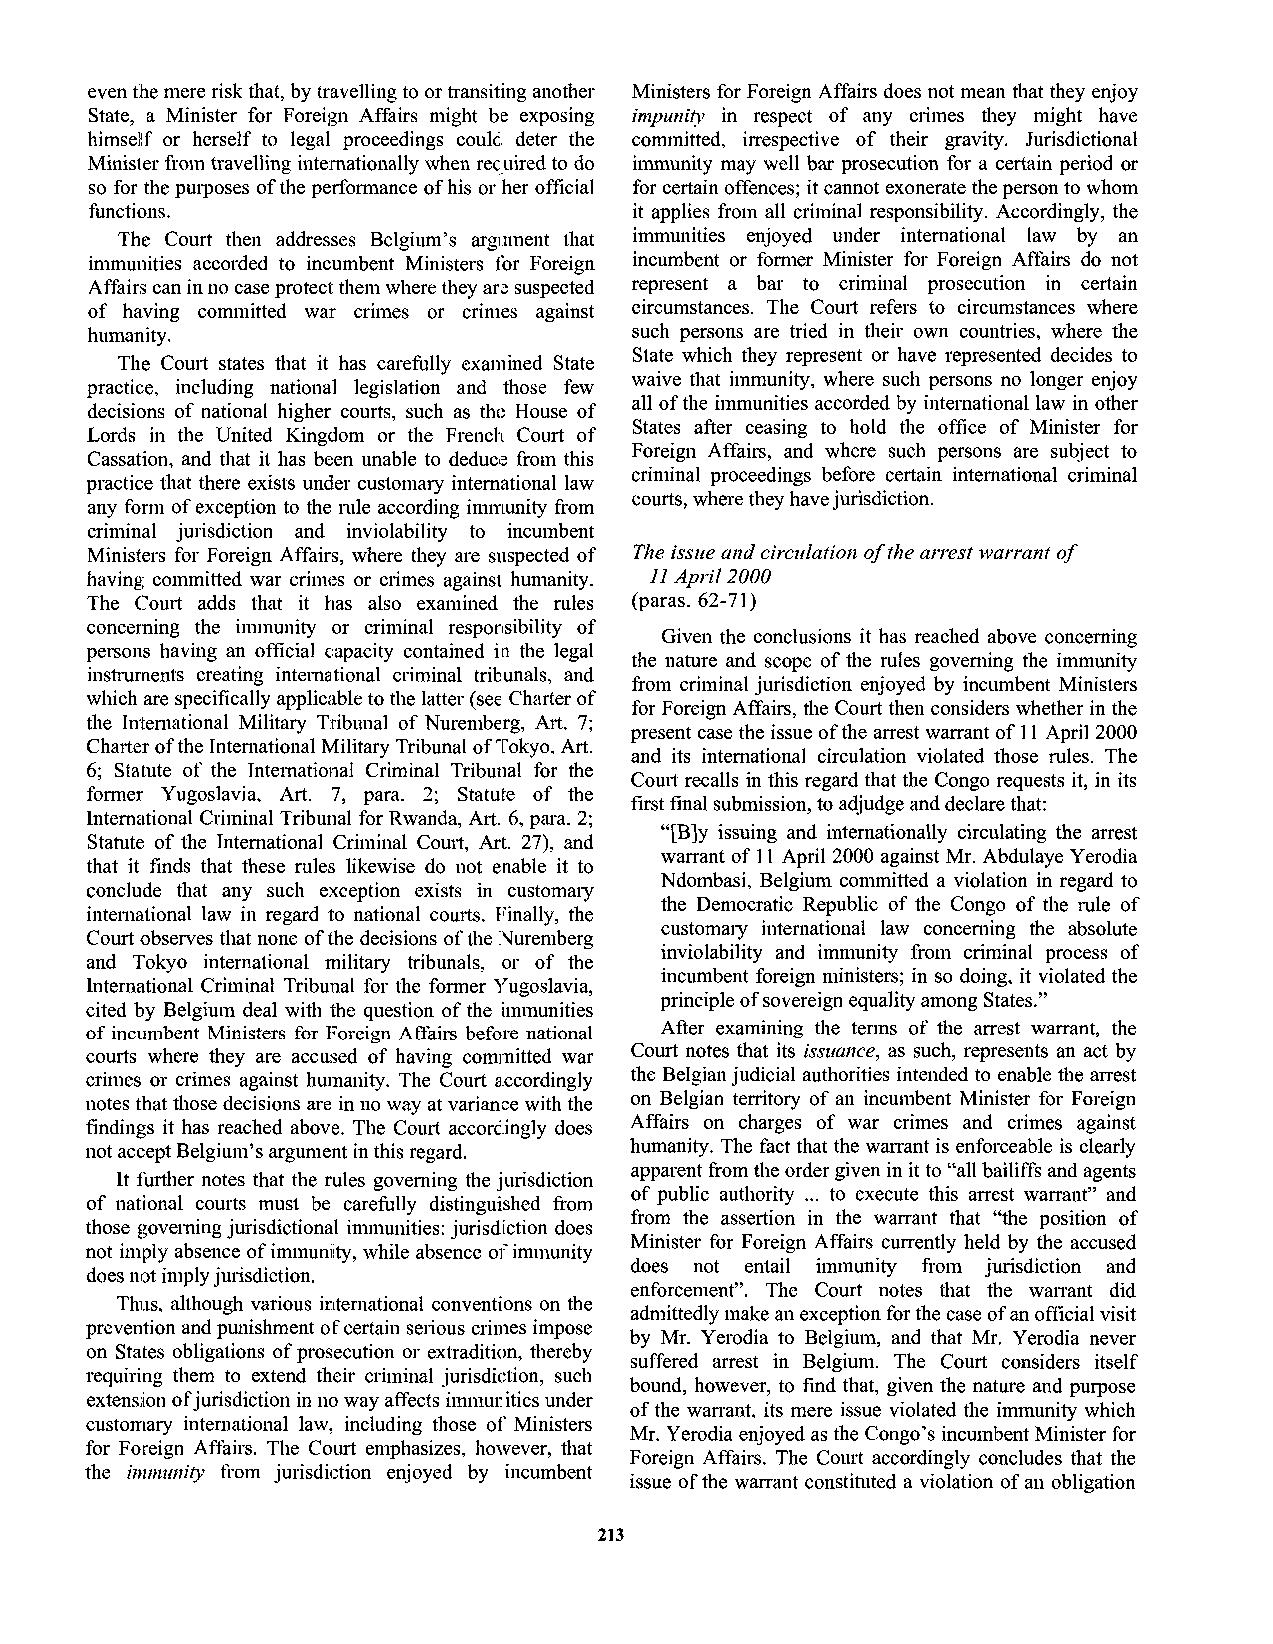 even the mere risk that, by travelling to or transiting another
State, a Minister for Foreign Affairs might be exposing
himself or herself to legal proceedings could deter the
Minister from travelling internationally when required to do
so for the purposes of the performance of his or her official
functions.
The Court then addresses Belgium's argument that
immunities accorded to incumbent Ministers for Foreign
Affairs can in no case protect them where they are suspected
of having committed war crimes or crimes against
humanity.
The Court states that it has carefully examined State
practice, including national legislation and those few
decisions of national higher courts, such as the House of
Lords in the United Kingdom or the French Court of
Cassation, and that it has been unable to deduce from this
practice that there exists under customary international law
any form of exception to the rule according immunity from
criminal jurisdiction and inviolability to incumbent
Ministers for Foreign Affairs, where they are suspected of
having committed war crimes or crimes against humanity.
The Court adds that it has also examined the rules
concerning the immunity or criminal responsibility of
persons having an official capacity contained in the legal
instruments creating international criminal tribunals, and
which are specifically applicable to the latter (see Charter of
the International Military Tribunal of Nuremberg, Art. 7;
Charter of the International Military Tribunal of Tokyo, Art.
6; Statute of the International Criminal Tribunal for the
former Yugoslavia, Art. 7, para. 2; Statute of the
International Criminal Tribunal for Rwanda, Art. 6, para. 2;
Statute of the International Criminal Court, Art. 27), and
that it finds that these rules likewise do not enable it to
conclude that any such exception exists in customary
international law in regard to national courts. Finally, the
Court observes that none of the decisions of the Nuremberg
and Tokyo international military tribunals, or of the
International Criminal Tribunal for the former Yugoslavia,
cited by Belgium deal with the question of the immunities
of incumbent Ministers for Foreign Affairs before national
courts where they are accused of having committed war
crimes or crimes against humanity. The Court accordingly
notes that those decisions are in no way at variance with the
findings it has reached above. The Court accordingly does
not accept Belgium's argument in this regard.
It further notes that the rules governing the jurisdiction
of national courts must be carefully distinguished from
those governing jurisdictional immunities: jurisdiction does
not imply absence of immunity, while absence of immunity
does not imply jurisdiction.
Thus, although various international conventions on the
prevention and punishment of certain serious crimes impose
on States obligations of prosecution or extradition, thereby
requiring them to extend their criminal jurisdiction, such
extension of jurisdiction in no way affects immunities under
customary international law, including those of Ministers
for Foreign Affairs. The Court emphasizes, however, that
the immunity from jurisdiction enjoyed by incumbent
Ministers for Foreign Affairs does not mean that they enjoy
impunity in respect of any crimes they might have
committed, irrespective of their gravity. Jurisdictional
immunity may well bar prosecution for a certain period or
for certain offences; it cannot exonerate the person to whom
it applies from all criminal responsibility. Accordingly, the
immunities enjoyed under international law by an
incumbent or former Minister for Foreign Affairs do not
represent a bar to criminal prosecution in certain
circumstances. The Court refers to circumstances where
such persons are tried in their own countries, where the
State which they represent or have represented decides to
waive that immunity, where such persons no longer enjoy
all of the immunities accorded by international law in other
States after ceasing to hold the office of Minister for
Foreign Affairs, and where such persons are subject to
criminal proceedings before certain international criminal
courts, where they have jurisdiction.
The issue and circulation of the arrest warrant of
11 April 2000
(paras. 62-71)
Given the conclusions it has reached above concerning
the nature and scope of the rules governing the immunity
from criminal jurisdiction enjoyed by incumbent Ministers
for Foreign Affairs, the Court then considers whether in the
present case the issue of the arrest warrant of 11 April 2000
and its international circulation violated those rules. The
Court recalls in this regard that the Congo requests it, in its
first final submission, to adjudge and declare that:
"[B]y issuing and internationally circulating the arrest
warrant of 11 April 2000 against Mr. Abdulaye Yerodia
Ndombasi, Belgium committed a violation in regard to
the Democratic Republic of the Congo of the rule of
customary international law concerning the absolute
inviolability and immunity from criminal process of
incumbent foreign ministers; in so doing, it violated the
principle of sovereign equality among States."
After examining the terms of the arrest warrant, the
Court notes that its issuance, as such, represents an act by
the Belgian judicial authorities intended to enable the arrest
on Belgian territory of an incumbent Minister for Foreign
Affairs on charges of war crimes and crimes against
humanity. The fact that the warrant is enforceable is clearly
apparent from the order given in it to "all bailiffs and agents
of public authority ... to execute this arrest warrant" and
from the assertion in the warrant that "the position of
Minister for Foreign Affairs currently held by the accused
does not entail immunity from jurisdiction and
enforcement". The Court notes that the warrant did
admittedly make an exception for the case of an official visit
by Mr. Yerodia to Belgium, and that Mr. Yerodia never
suffered arrest in Belgium. The Court considers itself
bound, however, to find that, given the nature and purpose
of the warrant, its mere issue violated the immunity which
Mr. Yerodia enjoyed as the Congo's incumbent Minister for
Foreign Affairs. The Court accordingly concludes that the
issue of the warrant constituted a violation of an obligation
213